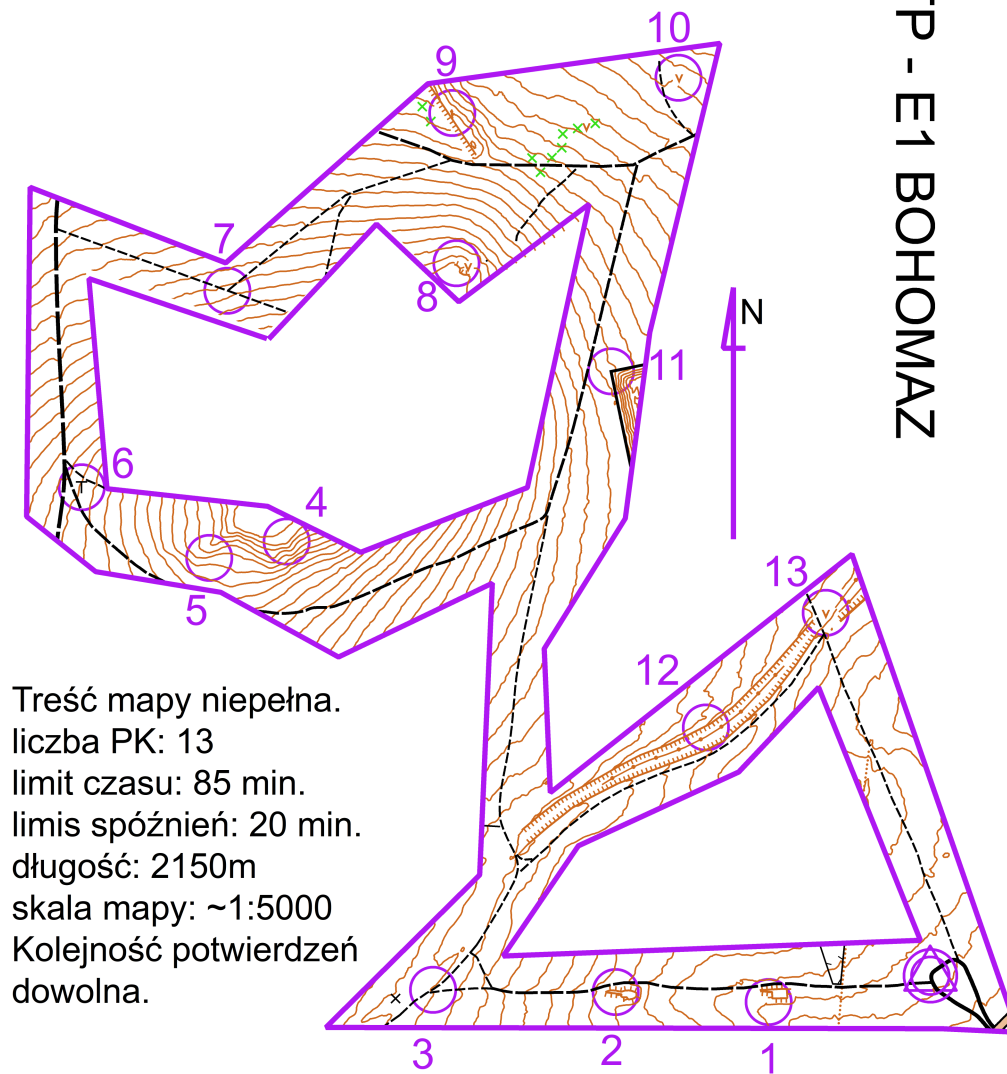 10
9
TP - E1 BOHOMAZ
7
8
N
11
6
4
5
13
12
Treść mapy niepełna.
liczba PK: 13
limit czasu: 85 min.
limis spóźnień: 20 min.
długość: 2150m
skala mapy: ~1:5000
Kolejność potwierdzeń
dowolna.
3
2
1